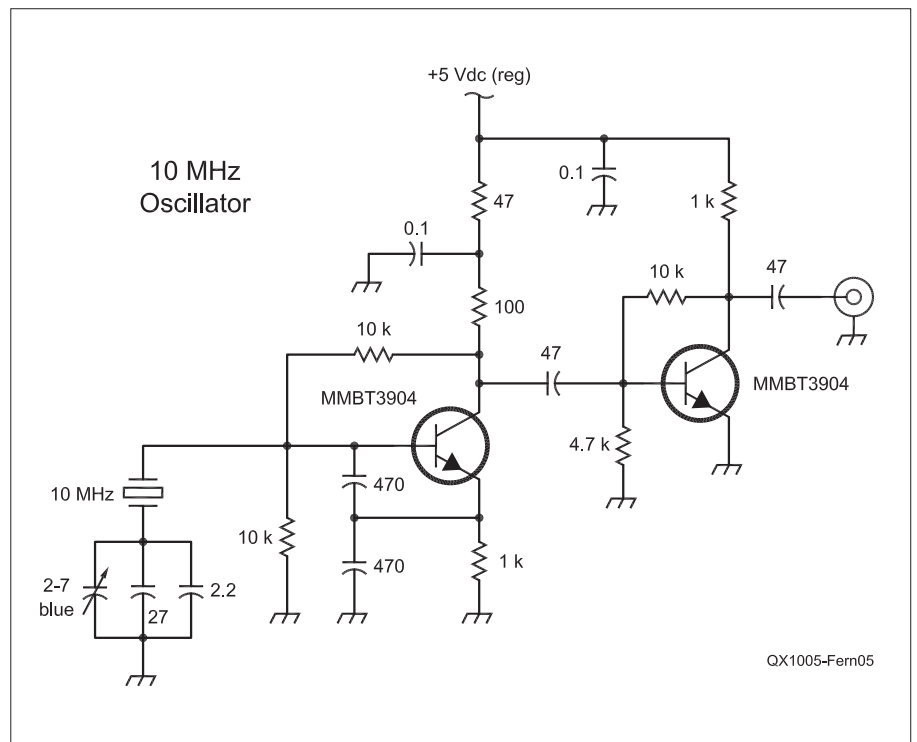 +5 Vdc (reg)
10 MHz
Oscillator
0.1
47
1 k
0.1
100
10 k
47
10 k
47
MMBT3904
MMBT3904
4.7 k
10 MHz
470
10 k
470
1 k
2-7
blue
27
2.2
QX1005-Fern05